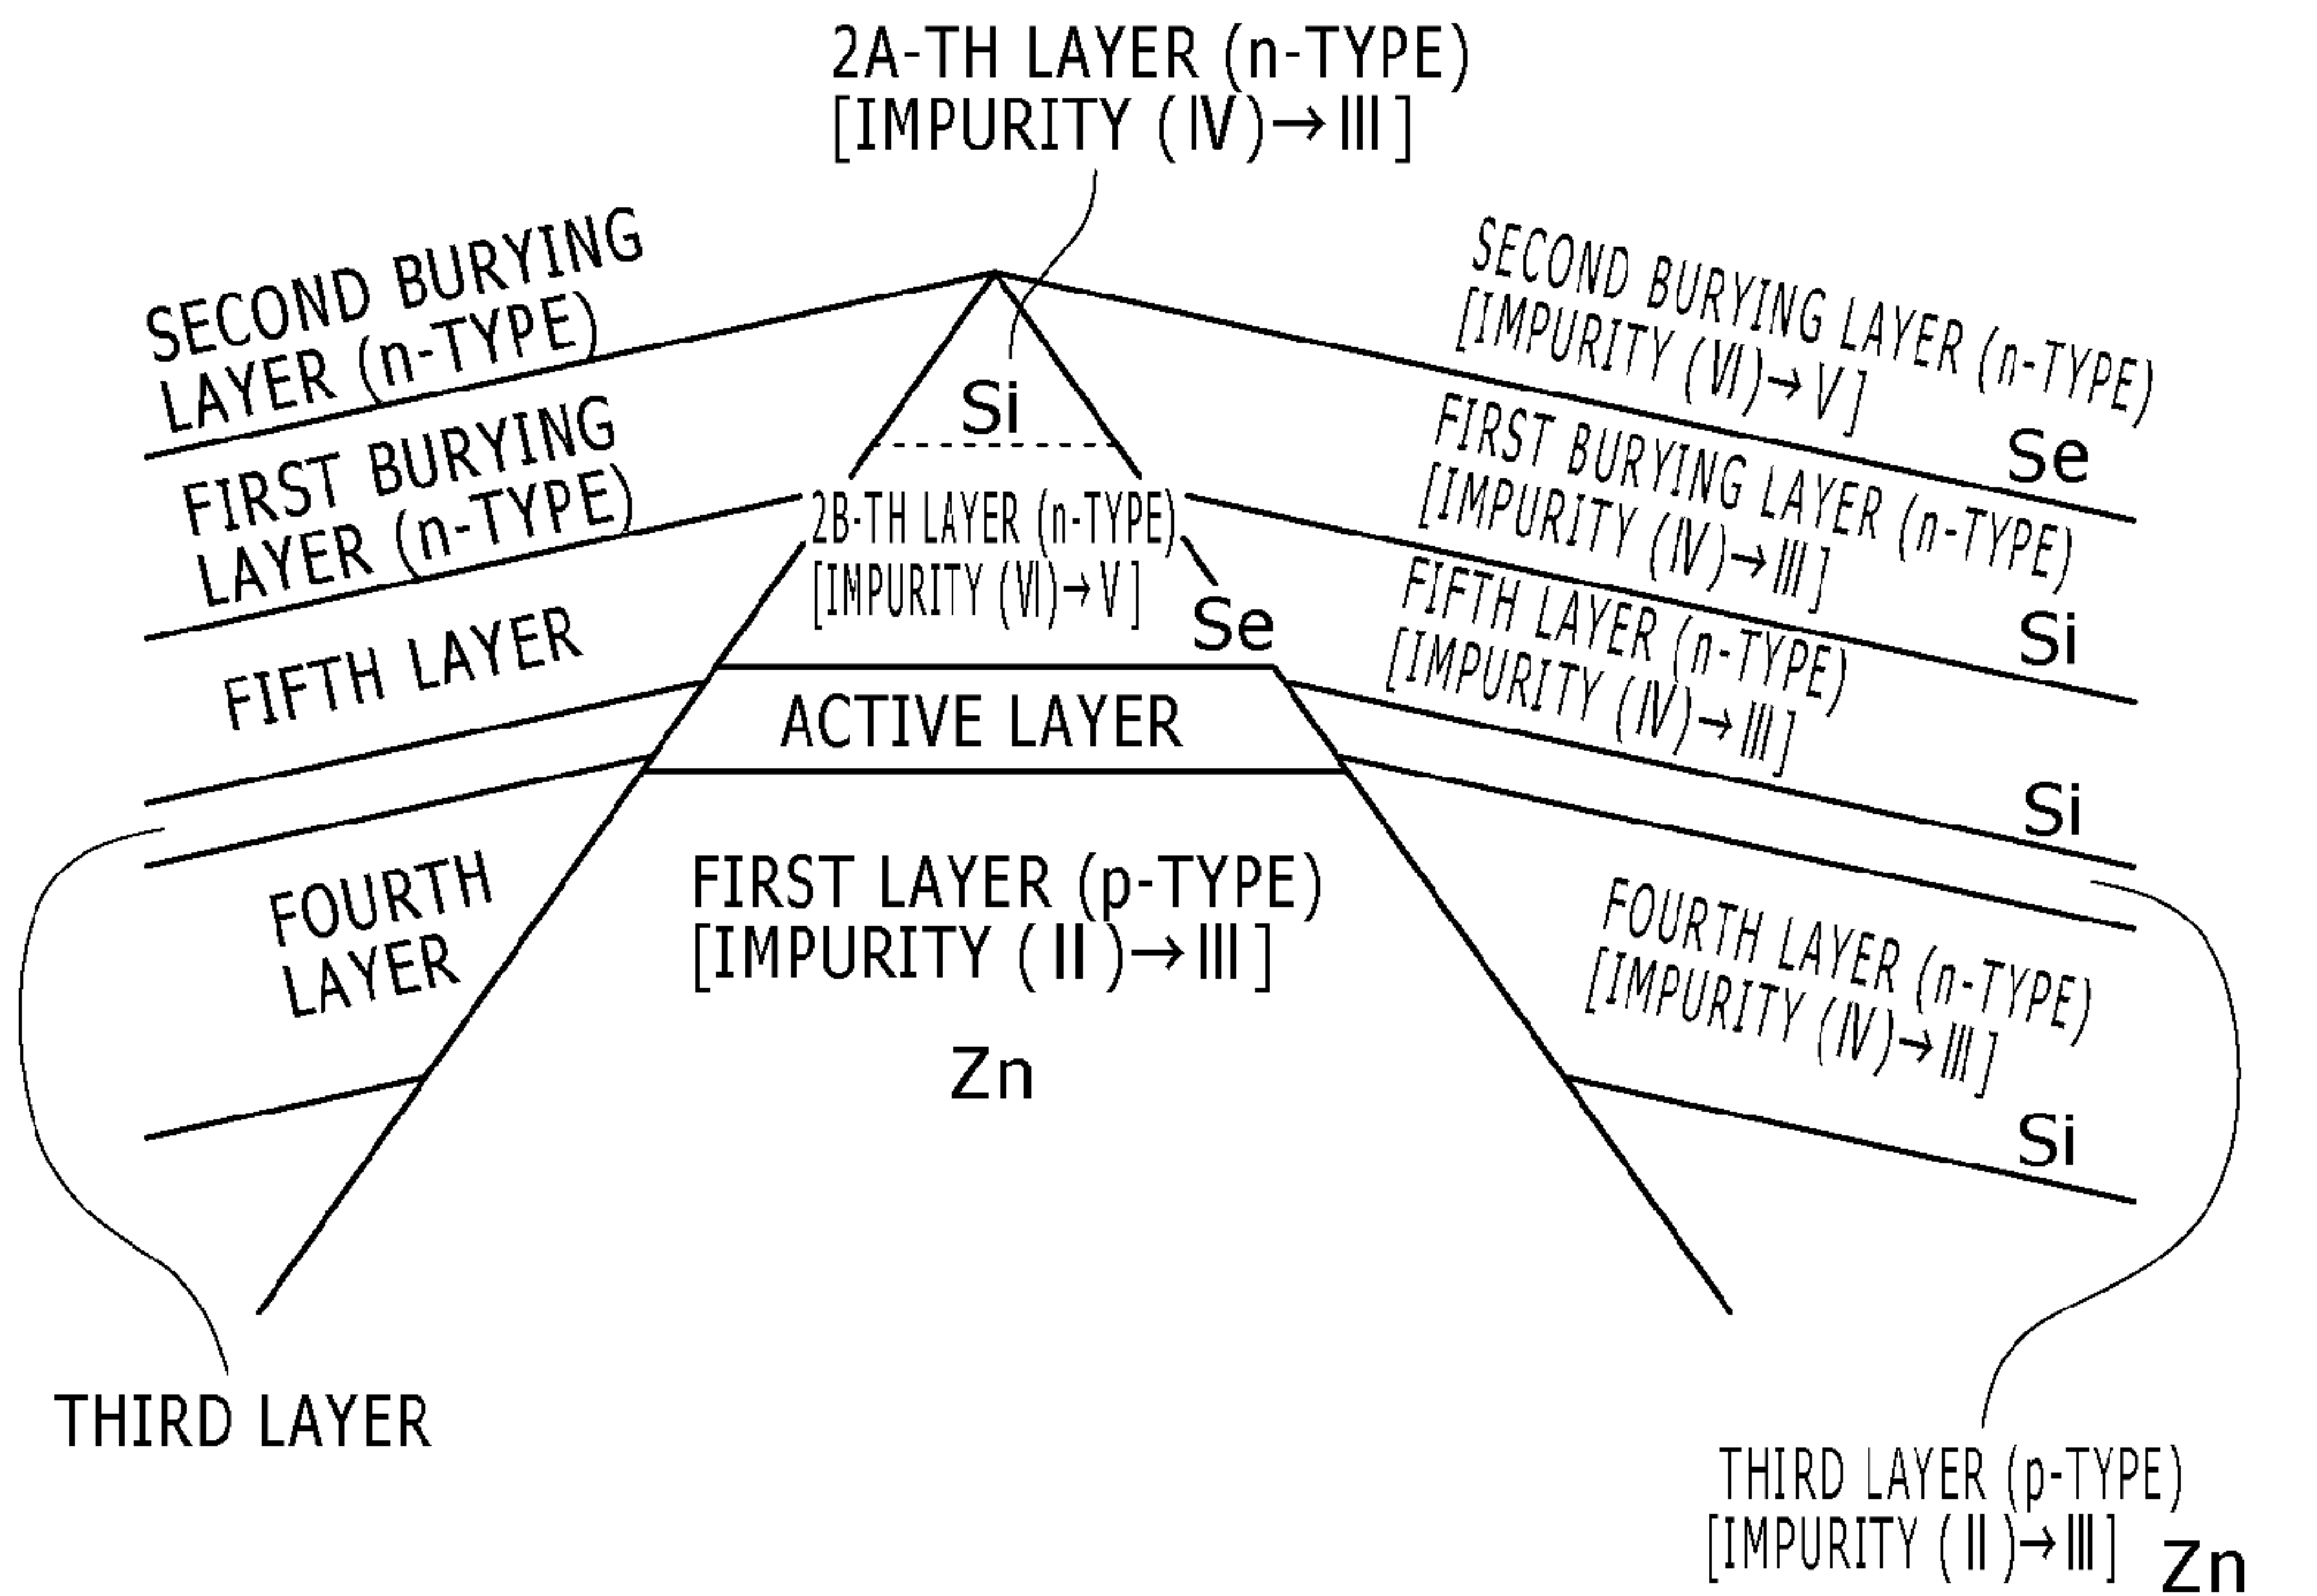 2A-TH LAYER (n-TYPE)
[IMPURITY (Ⅳ)→Ⅲ]
SECOND BURYING
LAYER (n-TYPE)
FIRST BURYING
LAYER (n-TYPE)
FIFTH LAYER
FOURTH
LAYER
THIRD LAYER
Si
2B-TH LAYER (n-TYPE)
[IMPURITY (Ⅵ)→Ⅴ]
Se
ACTIVE LAYER
FIRST LAYER (p-TYPE)
[IMPURITY (Ⅱ)→Ⅲ]
Zn
SECOND BURYING LAYER (n-TYPE)
[IMPURITY (Ⅵ)→Ⅴ]
Se
FIRST BURYING LAYER (n-TYPE)
[IMPURITY (Ⅳ)→Ⅲ]
Si
FIFTH LAYER (n-TYPE)
[IMPURITY (Ⅳ)→Ⅲ]
Si
FOURTH LAYER (n-TYPE)
[IMPURITY (Ⅳ)→Ⅲ]
Si
THIRD LAYER (p-TYPE)
[IMPURITY (Ⅱ)→Ⅲ]
Zn